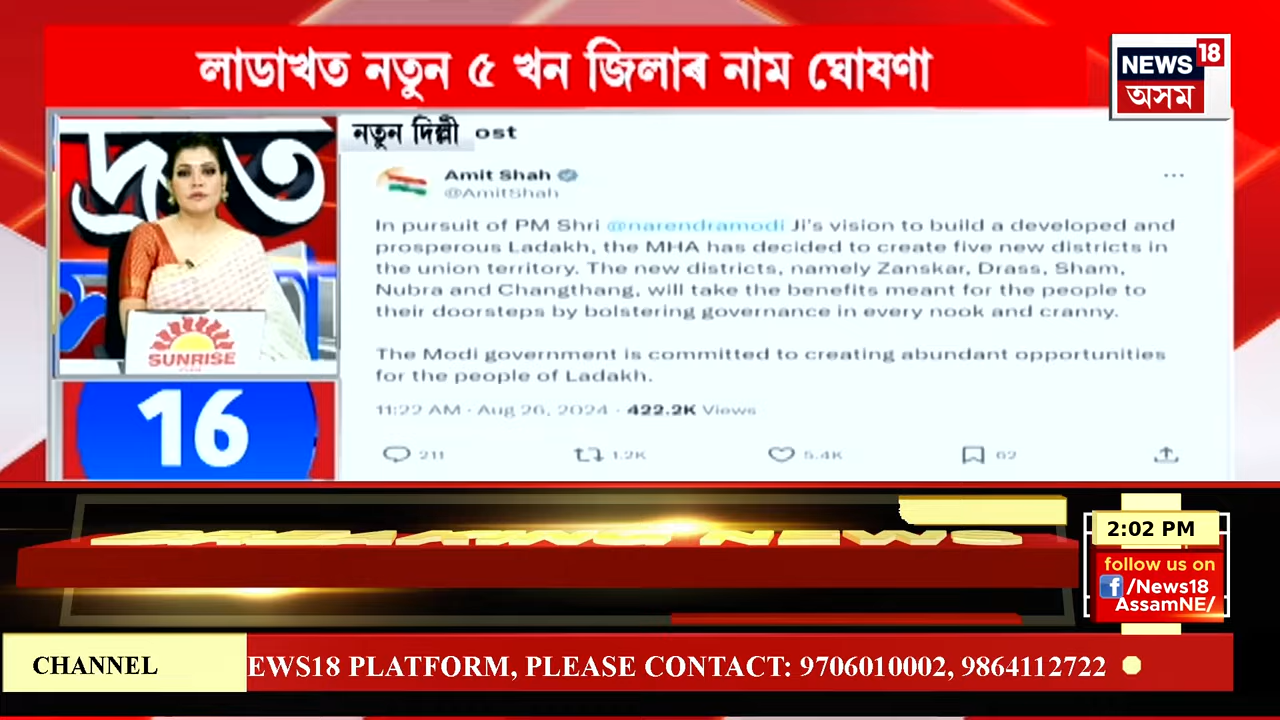 লাডাখত নতুন ৫ খন জিলাৰ নাম ঘোষণা
NEWS 18
অসম
নতুন দিল্লী ost
Amit Shah
@AmitShah
In pursuit of PM Shri @narendramodi Ji's vision to build a developed and
prosperous Ladakh, the MHA has decided to create five new districts in
the union territory. The new districts, namely Zanskar, Drass, Sham,
Nubra and Changthang, will take the benefits meant for the people to
their doorsteps by bolstering governance in every nook and cranny.
The Modi government is committed to creating abundant opportunities
for the people of Ladakh.
11:22 AM · Aug 26, 2024 · 422.2K Views
211 1.2K 5.4K 62
দ্ৰুত
SUNRISE
16
BREAKING NEWS
2:02 PM
follow us on
/News18
AssamNE/
CHANNEL
EWS18 PLATFORM, PLEASE CONTACT: 9706010002, 9864112722